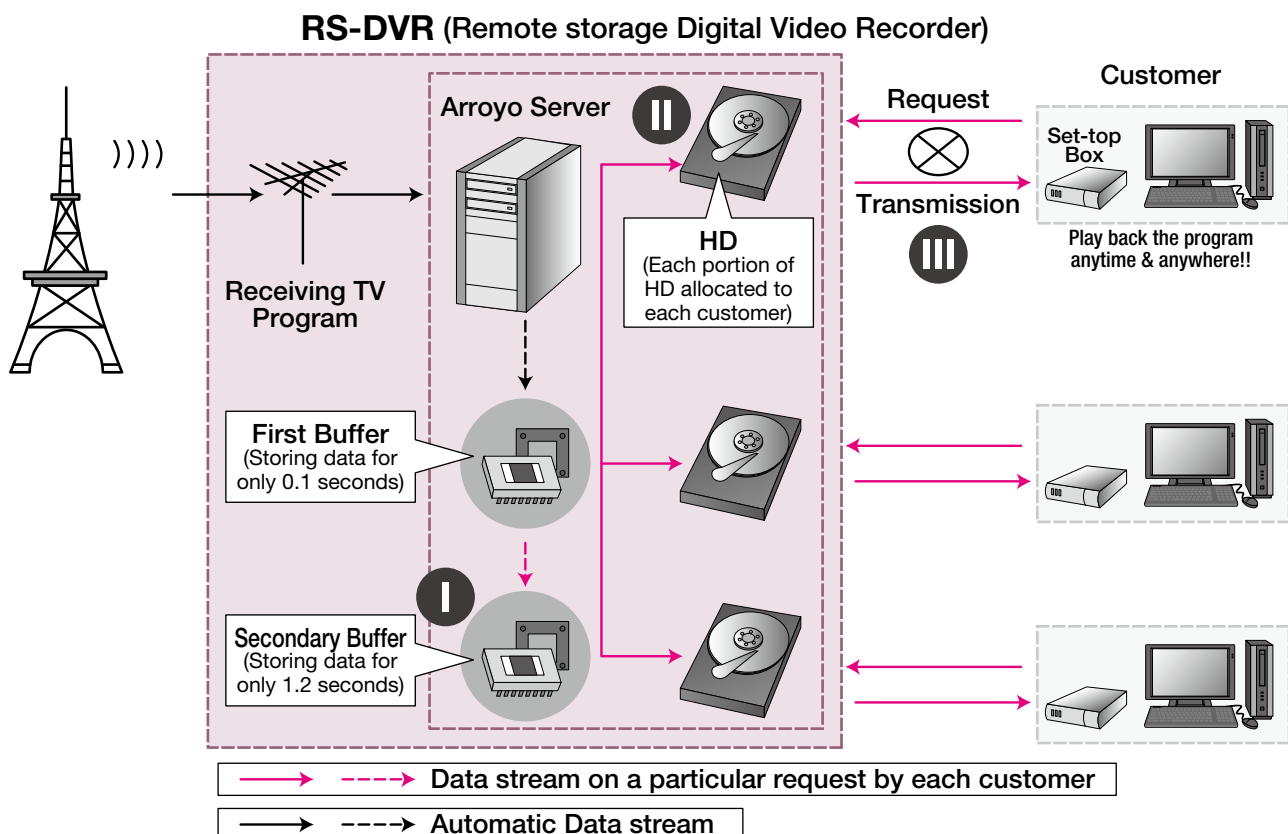 RS-DVR (Remote storage Digital Video Recorder)
Arroyo Server
II
Request
Customer
Set-top
Box
Transmission
III
Play back the program
anytime & anywhere!!
HD
(Each portion of
HD allocated to
each customer)
Receiving TV
Program
First Buffer
(Storing data for
only 0.1 seconds)
I
Secondary Buffer
(Storing data for
only 1.2 seconds)
Data stream on a particular request by each customer
Automatic Data stream